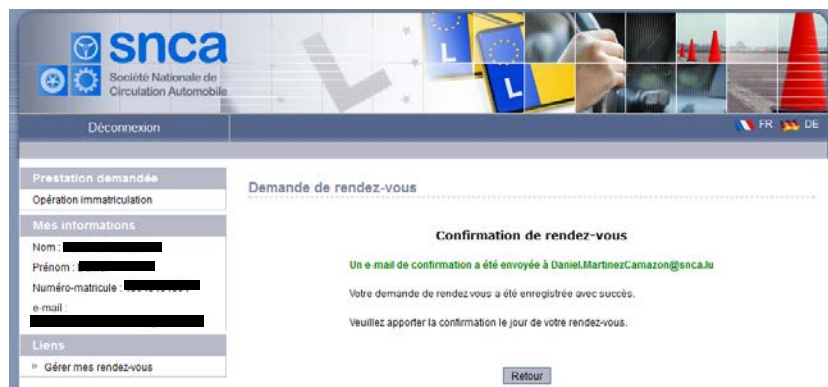 snca
Société Nationale de
Circulation Automobile
L
L
L
Déconnexion
FR DE
Prestation demandée
Opération immatriculation
Demande de rendez-vous
Mes informations
Nom :
Prénom :
Numéro-matricule :
e-mail :
Confirmation de rendez-vous
Un e-mail de confirmation a été envoyée à Daniel.MartinezCamazon@snca.lu
Votre demande de rendez vous a été enregistrée avec succès.
Veuillez apporter la confirmation le jour de votre rendez-vous.
Liens
Gérer mes rendez-vous
Retour